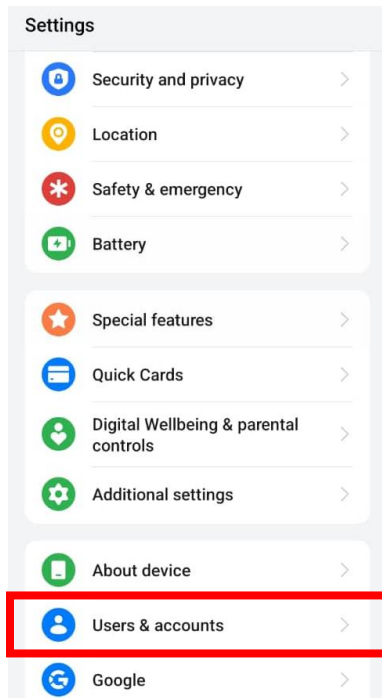 Settings
Security and privacy
Location
Safety & emergency
Battery
Special features
Quick Cards
Digital Wellbeing & parental
controls
Additional settings
About device
Users & accounts
Google